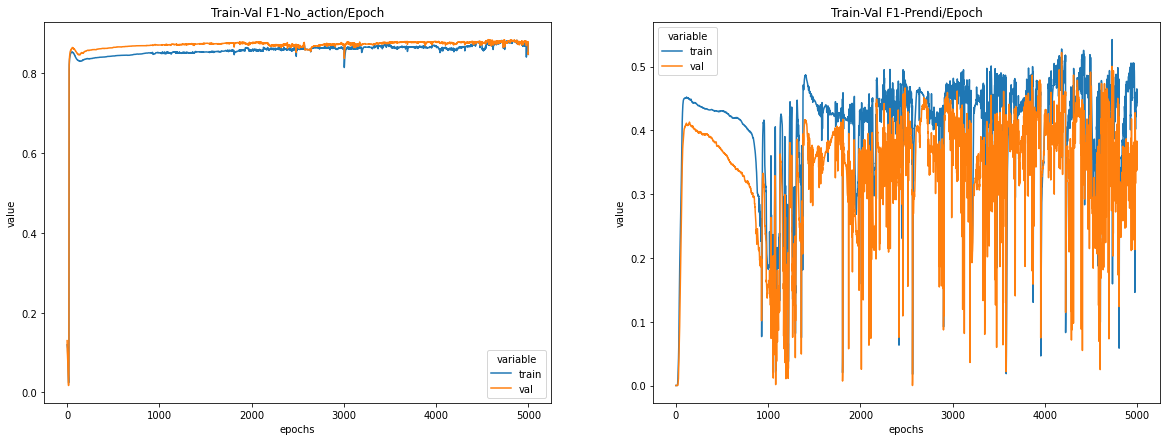 Train-Val F1-No_action/Epoch
value
0.8
0.6
0.4
0.2
0.0
0 1000 2000 3000 4000 5000
epochs
variable
train
val
Train-Val F1-Prendi/Epoch
variable
train
val
value
0.5
0.4
0.3
0.2
0.1
0.0
0 1000 2000 3000 4000 5000
epochs